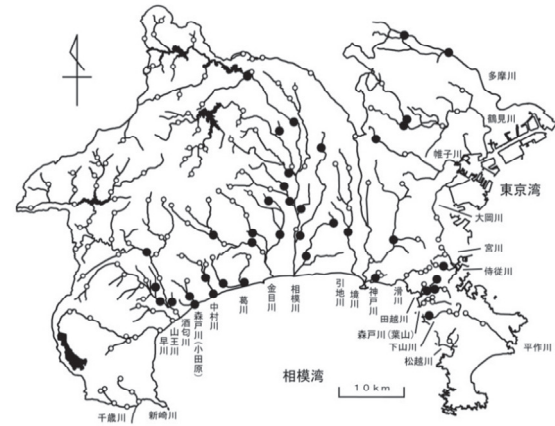 多摩川
鶴見川
帷子川
東京湾
大岡川
宮川
侍従川
平作川
松越川
下山川
森戸川(葉山)
田越川
滑川
神戸川
境川
引地川
相模川
金目川
葛川
中村川
森戸川(小田原)
酒匂川
山王川
早川
新崎川
千歳川
相模湾
10km